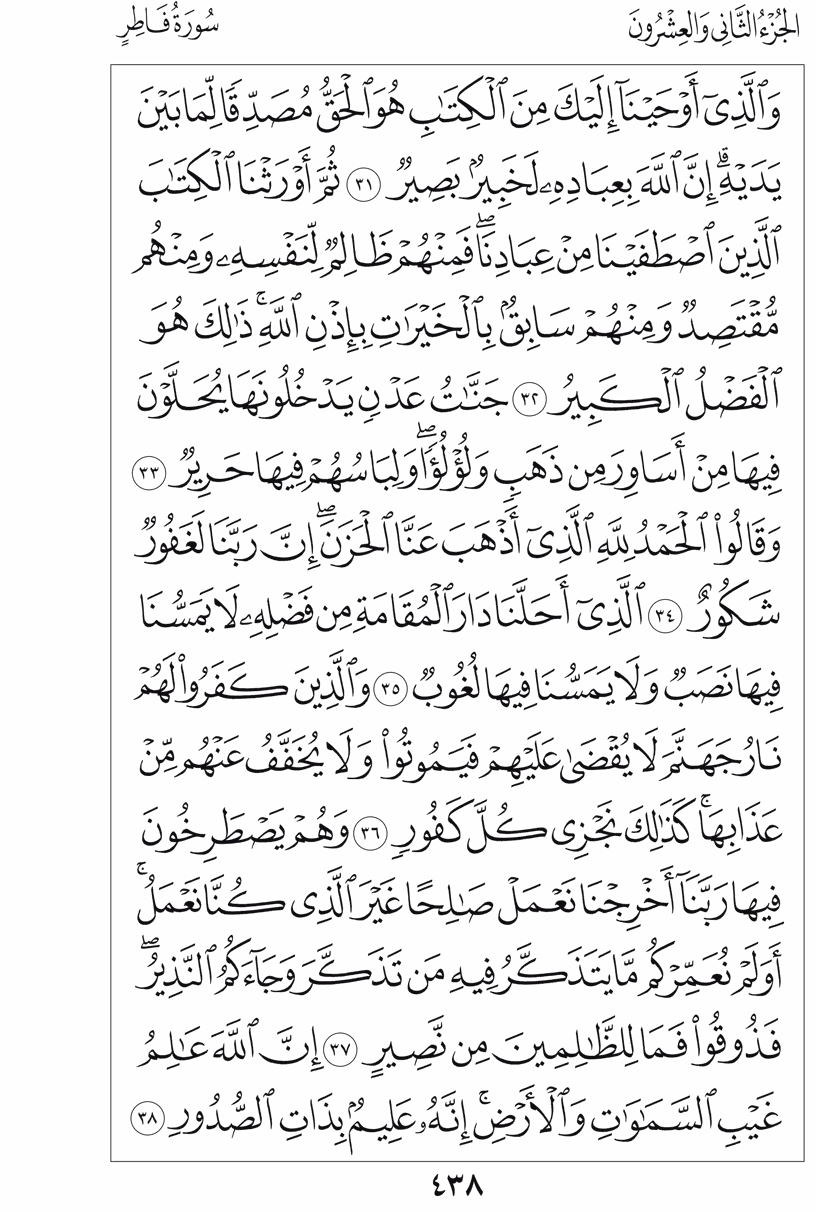 الجُزْءُ الثَّانِي وَالعِشْرُونَ
سُورَةُ فَاطِرٍ
وَٱلَّذِىٓ أَوْحَيْنَآ إِلَيْكَ مِنَ ٱلْكِتَٰبِ هُوَ ٱلْحَقُّ مُصَدِّقًا لِّمَا بَيْنَ
يَدَيْهِ ۗ إِنَّ ٱللَّهَ بِعِبَادِهِۦ لَخَبِيرٌۢ بَصِيرٌ ٣١ ثُمَّ أَوْرَثْنَا ٱلْكِتَٰبَ
ٱلَّذِينَ ٱصْطَفَيْنَا مِنْ عِبَادِنَا ۖ فَمِنْهُمْ ظَالِمٌ لِّنَفْسِهِۦ وَمِنْهُم
مُّقْتَصِدٌ وَمِنْهُمْ سَابِقٌۢ بِٱلْخَيْرَٰتِ بِإِذْنِ ٱللَّهِ ۚ ذَٰلِكَ هُوَ
ٱلْفَضْلُ ٱلْكَبِيرُ ٣٢ جَنَّٰتُ عَدْنٍ يَدْخُلُونَهَا يُحَلَّوْنَ
فِيهَا مِنْ أَسَاوِرَ مِن ذَهَبٍ وَلُؤْلُؤًا ۖ وَلِبَاسُهُمْ فِيهَا حَرِيرٌ ٣٣
وَقَالُوا۟ ٱلْحَمْدُ لِلَّهِ ٱلَّذِىٓ أَذْهَبَ عَنَّا ٱلْحَزَنَ ۖ إِنَّ رَبَّنَا لَغَفُورٌ
شَكُورٌ ٣٤ ٱلَّذِىٓ أَحَلَّنَا دَارَ ٱلْمُقَامَةِ مِن فَضْلِهِۦ لَا يَمَسُّنَا
فِيهَا نَصَبٌ وَلَا يَمَسُّنَا فِيهَا لُغُوبٌ ٣٥ وَٱلَّذِينَ كَفَرُوا۟ لَهُمْ
نَارُ جَهَنَّمَ لَا يُقْضَىٰ عَلَيْهِمْ فَيَمُوتُوا۟ وَلَا يُخَفَّفُ عَنْهُم مِّنْ
عَذَابِهَا ۚ كَذَٰلِكَ نَجْزِى كُلَّ كَفُورٍ ٣٦ وَهُمْ يَصْطَرِخُونَ
فِيهَا رَبَّنَآ أَخْرِجْنَا نَعْمَلْ صَٰلِحًا غَيْرَ ٱلَّذِى كُنَّا نَعْمَلُ ۚ
أَوَلَمْ نُعَمِّرْكُم مَّا يَتَذَكَّرُ فِيهِ مَن تَذَكَّرَ وَجَآءَكُمُ ٱلنَّذِيرُ ۖ
فَذُوقُوا۟ فَمَا لِلظَّٰلِمِينَ مِن نَّصِيرٍ ٣٧ إِنَّ ٱللَّهَ عَٰلِمُ
غَيْبِ ٱلسَّمَٰوَٰتِ وَٱلْأَرْضِ ۚ إِنَّهُۥ عَلِيمٌۢ بِذَاتِ ٱلصُّدُورِ ٣٨
٤٣٨